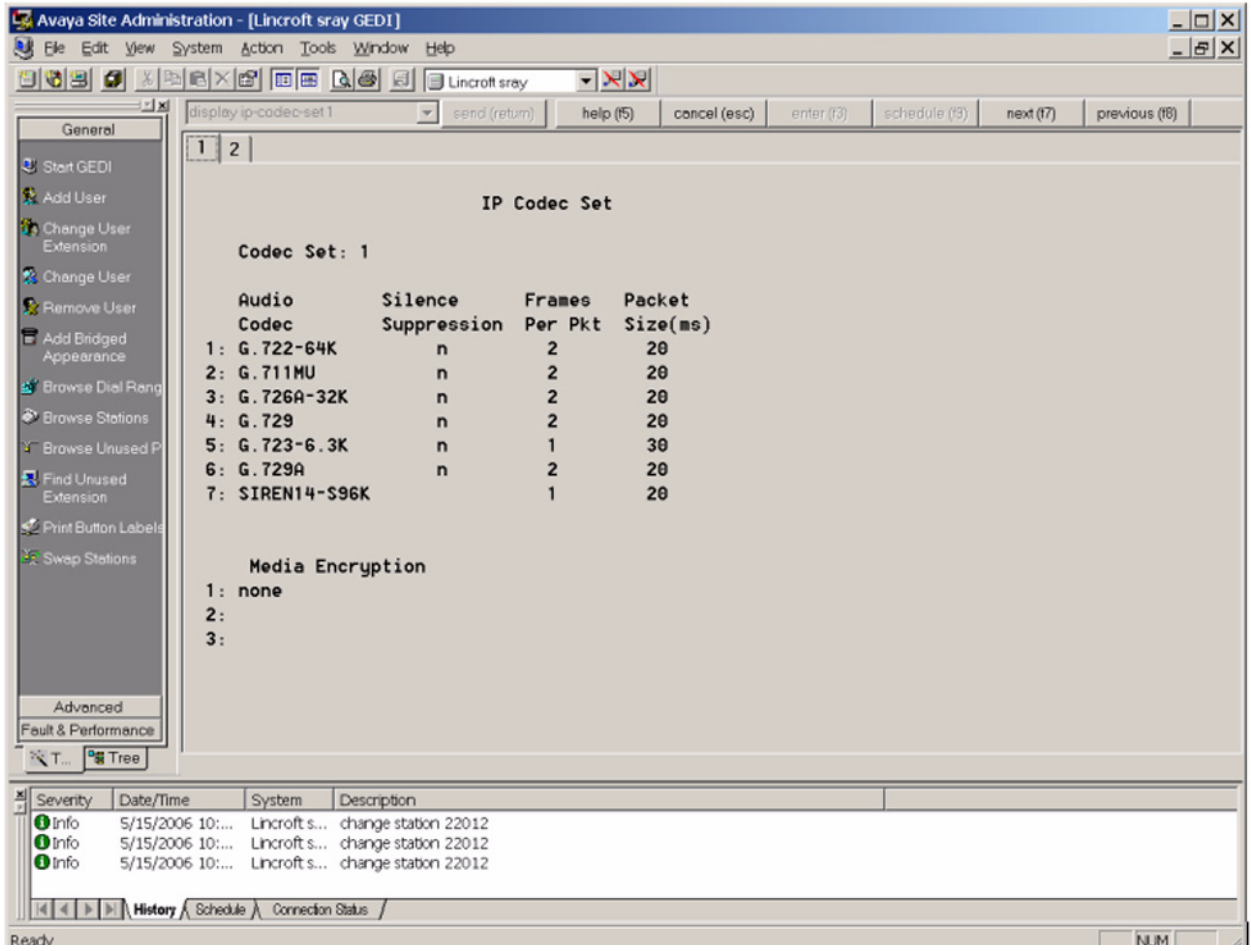 Avaya Site Administration - [Lincroft sray GEDI]
File Edit View System Action Tools Window Help
Lincroft sray
display ip-codec-set 1 send (return) help (f5) cancel (esc) enter (f3) schedule (f9) next (f7) previous (f8)
General
Start GEDI
Add User
Change User
Extension
Change User
Remove User
Add Bridged
Appearance
Browse Dial Rang
Browse Stations
Browse Unused P
Find Unused
Extension
Print Button Labels
Swap Stations
Advanced
Fault & Performance
T... Tree
1 2
IP Codec Set
Codec Set: 1
Audio Silence Frames Packet
Codec Suppression Per Pkt Size(ms)
1: G.722-64K n 2 20
2: G.711MU n 2 20
3: G.726A-32K n 2 20
4: G.729 n 2 20
5: G.723-6.3K n 1 30
6: G.729A n 2 20
7: SIREN14-S96K 1 20
Media Encryption
1: none
2:
3:
Severity Date/Time System Description
Info 5/15/2006 10:... Lincroft s... change station 22012
Info 5/15/2006 10:... Lincroft s... change station 22012
Info 5/15/2006 10:... Lincroft s... change station 22012
History Schedule Connection Status
Ready NUM